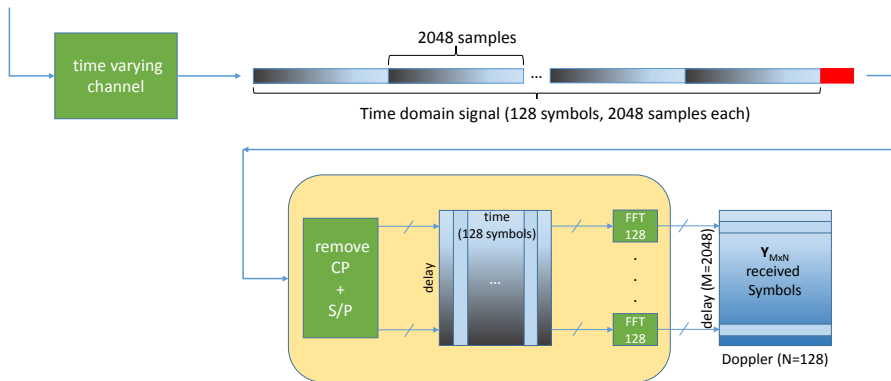 2048 samples
time varying
channel
...
Time domain signal (128 symbols, 2048 samples each)
remove
CP
+
S/P
delay
time
(128 symbols)
...
FFT
128
.
.
.
.
FFT
128
delay (M=2048)
Y MxN
received
Symbols
Doppler (N=128)